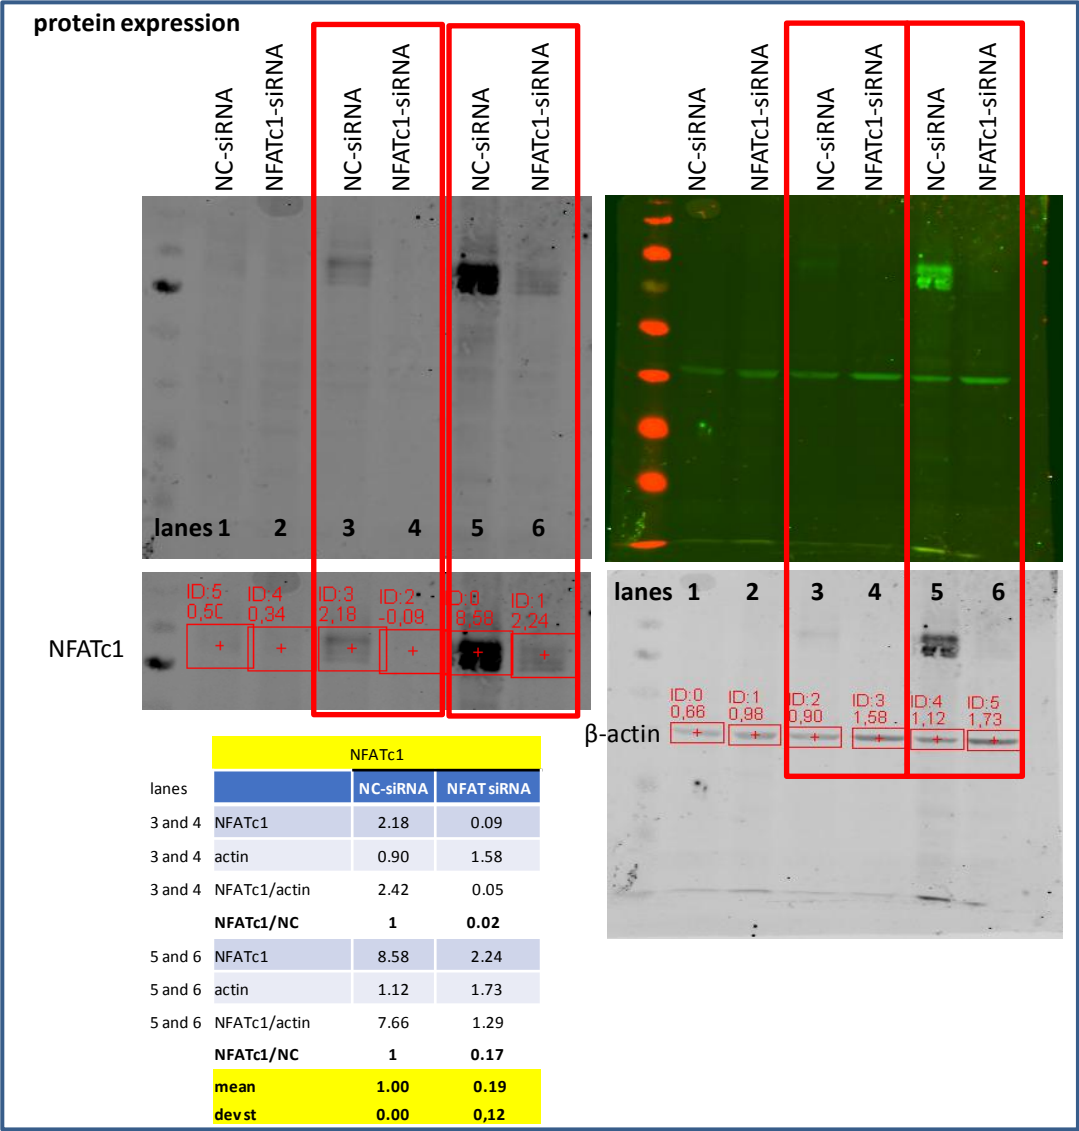 protein expression
NC-siRNA
NFATc1-siRNA
NC-siRNA
NFATc1-siRNA
NC-siRNA
NFATc1-siRNA
NC-siRNA
NFATc1-siRNA
NC-siRNA
NFATc1-siRNA
NC-siRNA
NFATc1-siRNA
lanes 1 2 3 4 5 6
ID:5 ID:4 ID:3 ID:2 ID:0 ID:1
0,50 0,34 2,18 -0,09 8,58 2,24
NFATc1
lanes 1 2 3 4 5 6
ID:0 ID:1 ID:2 ID:3 ID:4 ID:5
0,66 0,98 0,90 1,58 1,12 1,73
β-actin
NFATc1
lanes NC-siRNA NFAT siRNA
3 and 4 NFATc1 2.18 0.09
3 and 4 actin 0.90 1.58
3 and 4 NFATc1/actin 2.42 0.05
NFATc1/NC 1 0.02
5 and 6 NFATc1 8.58 2.24
5 and 6 actin 1.12 1.73
5 and 6 NFATc1/actin 7.66 1.29
NFATc1/NC 1 0.17
mean 1.00 0.19
dev st 0.00 0,12